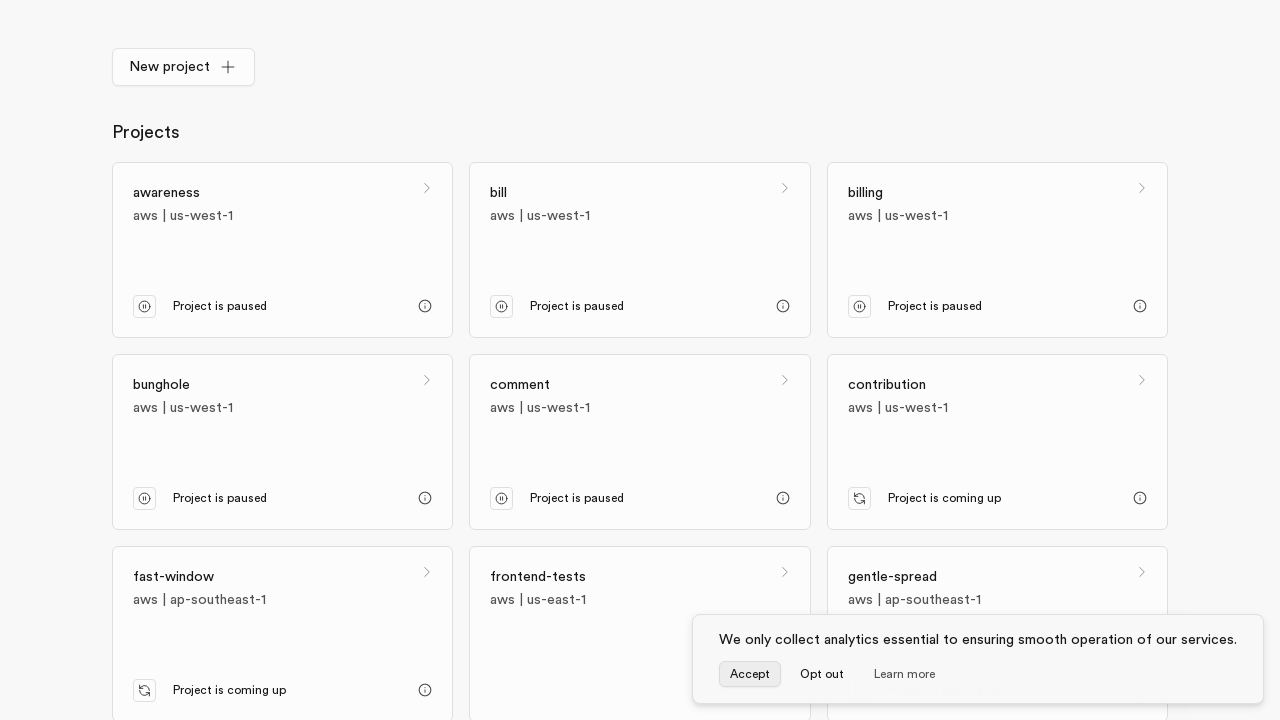 New project
Projects
awareness
aws | us-west-1
Project is paused
bill
aws | us-west-1
Project is paused
billing
aws | us-west-1
Project is paused
bunghole
aws | us-west-1
Project is paused
comment
aws | us-west-1
Project is paused
contribution
aws | us-west-1
Project is coming up
fast-window
aws | ap-southeast-1
Project is coming up
frontend-tests
aws | us-east-1
gentle-spread
aws | ap-southeast-1
We only collect analytics essential to ensuring smooth operation of our services.
Accept
Opt out
Learn more